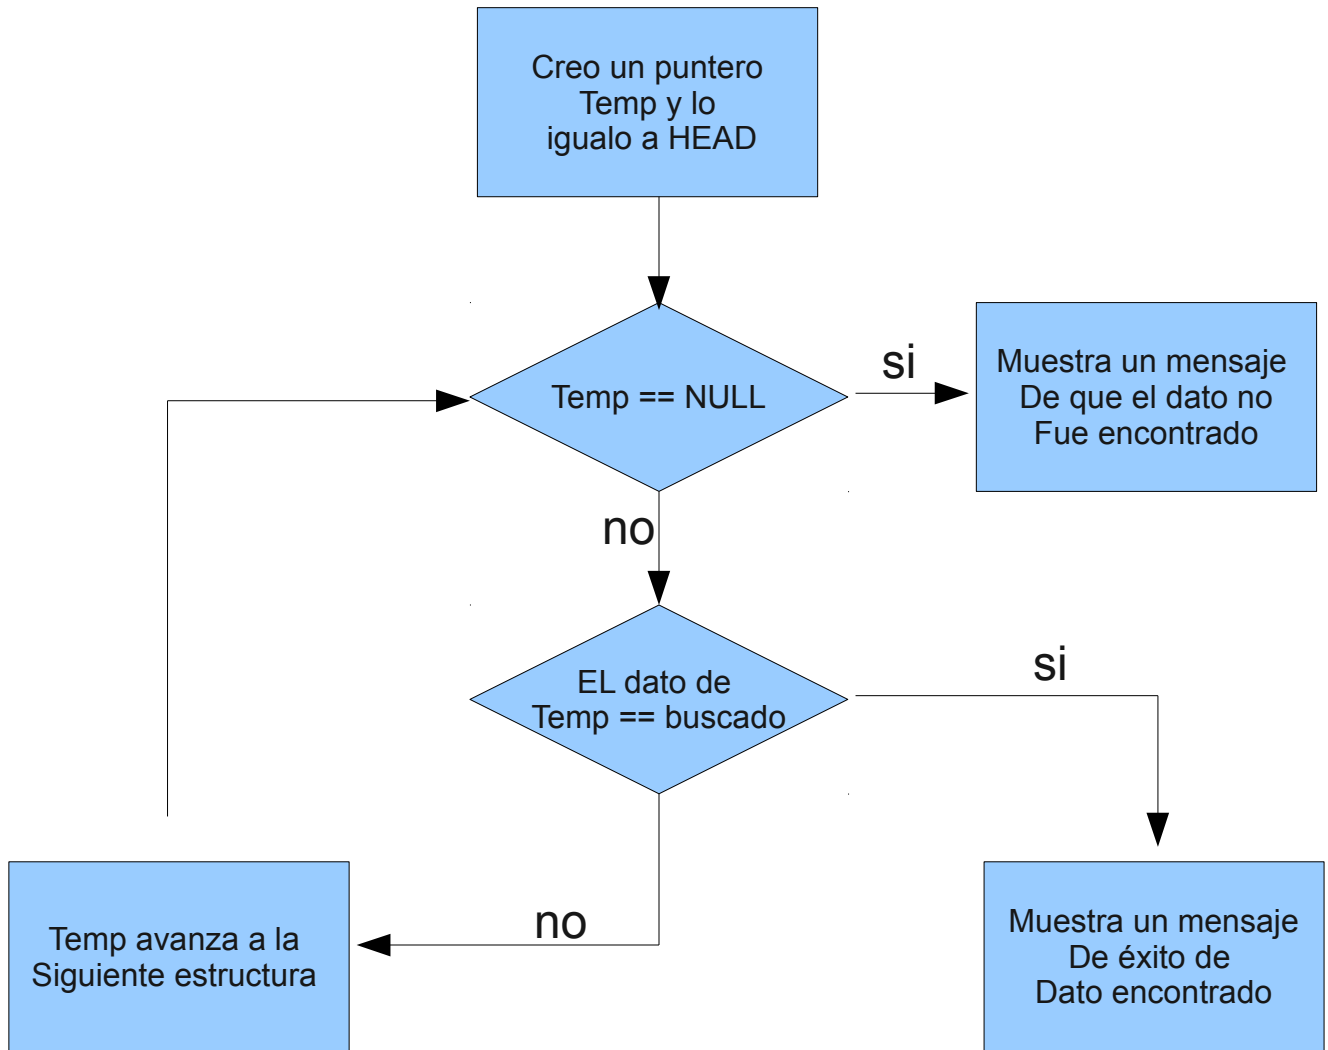 Creo un puntero
Temp y lo
igualo a HEAD
Temp == NULL
si
Muestra un mensaje
De que el dato no
Fue encontrado
no
EL dato de
Temp == buscado
si
no
Temp avanza a la
Siguiente estructura
Muestra un mensaje
De éxito de
Dato encontrado